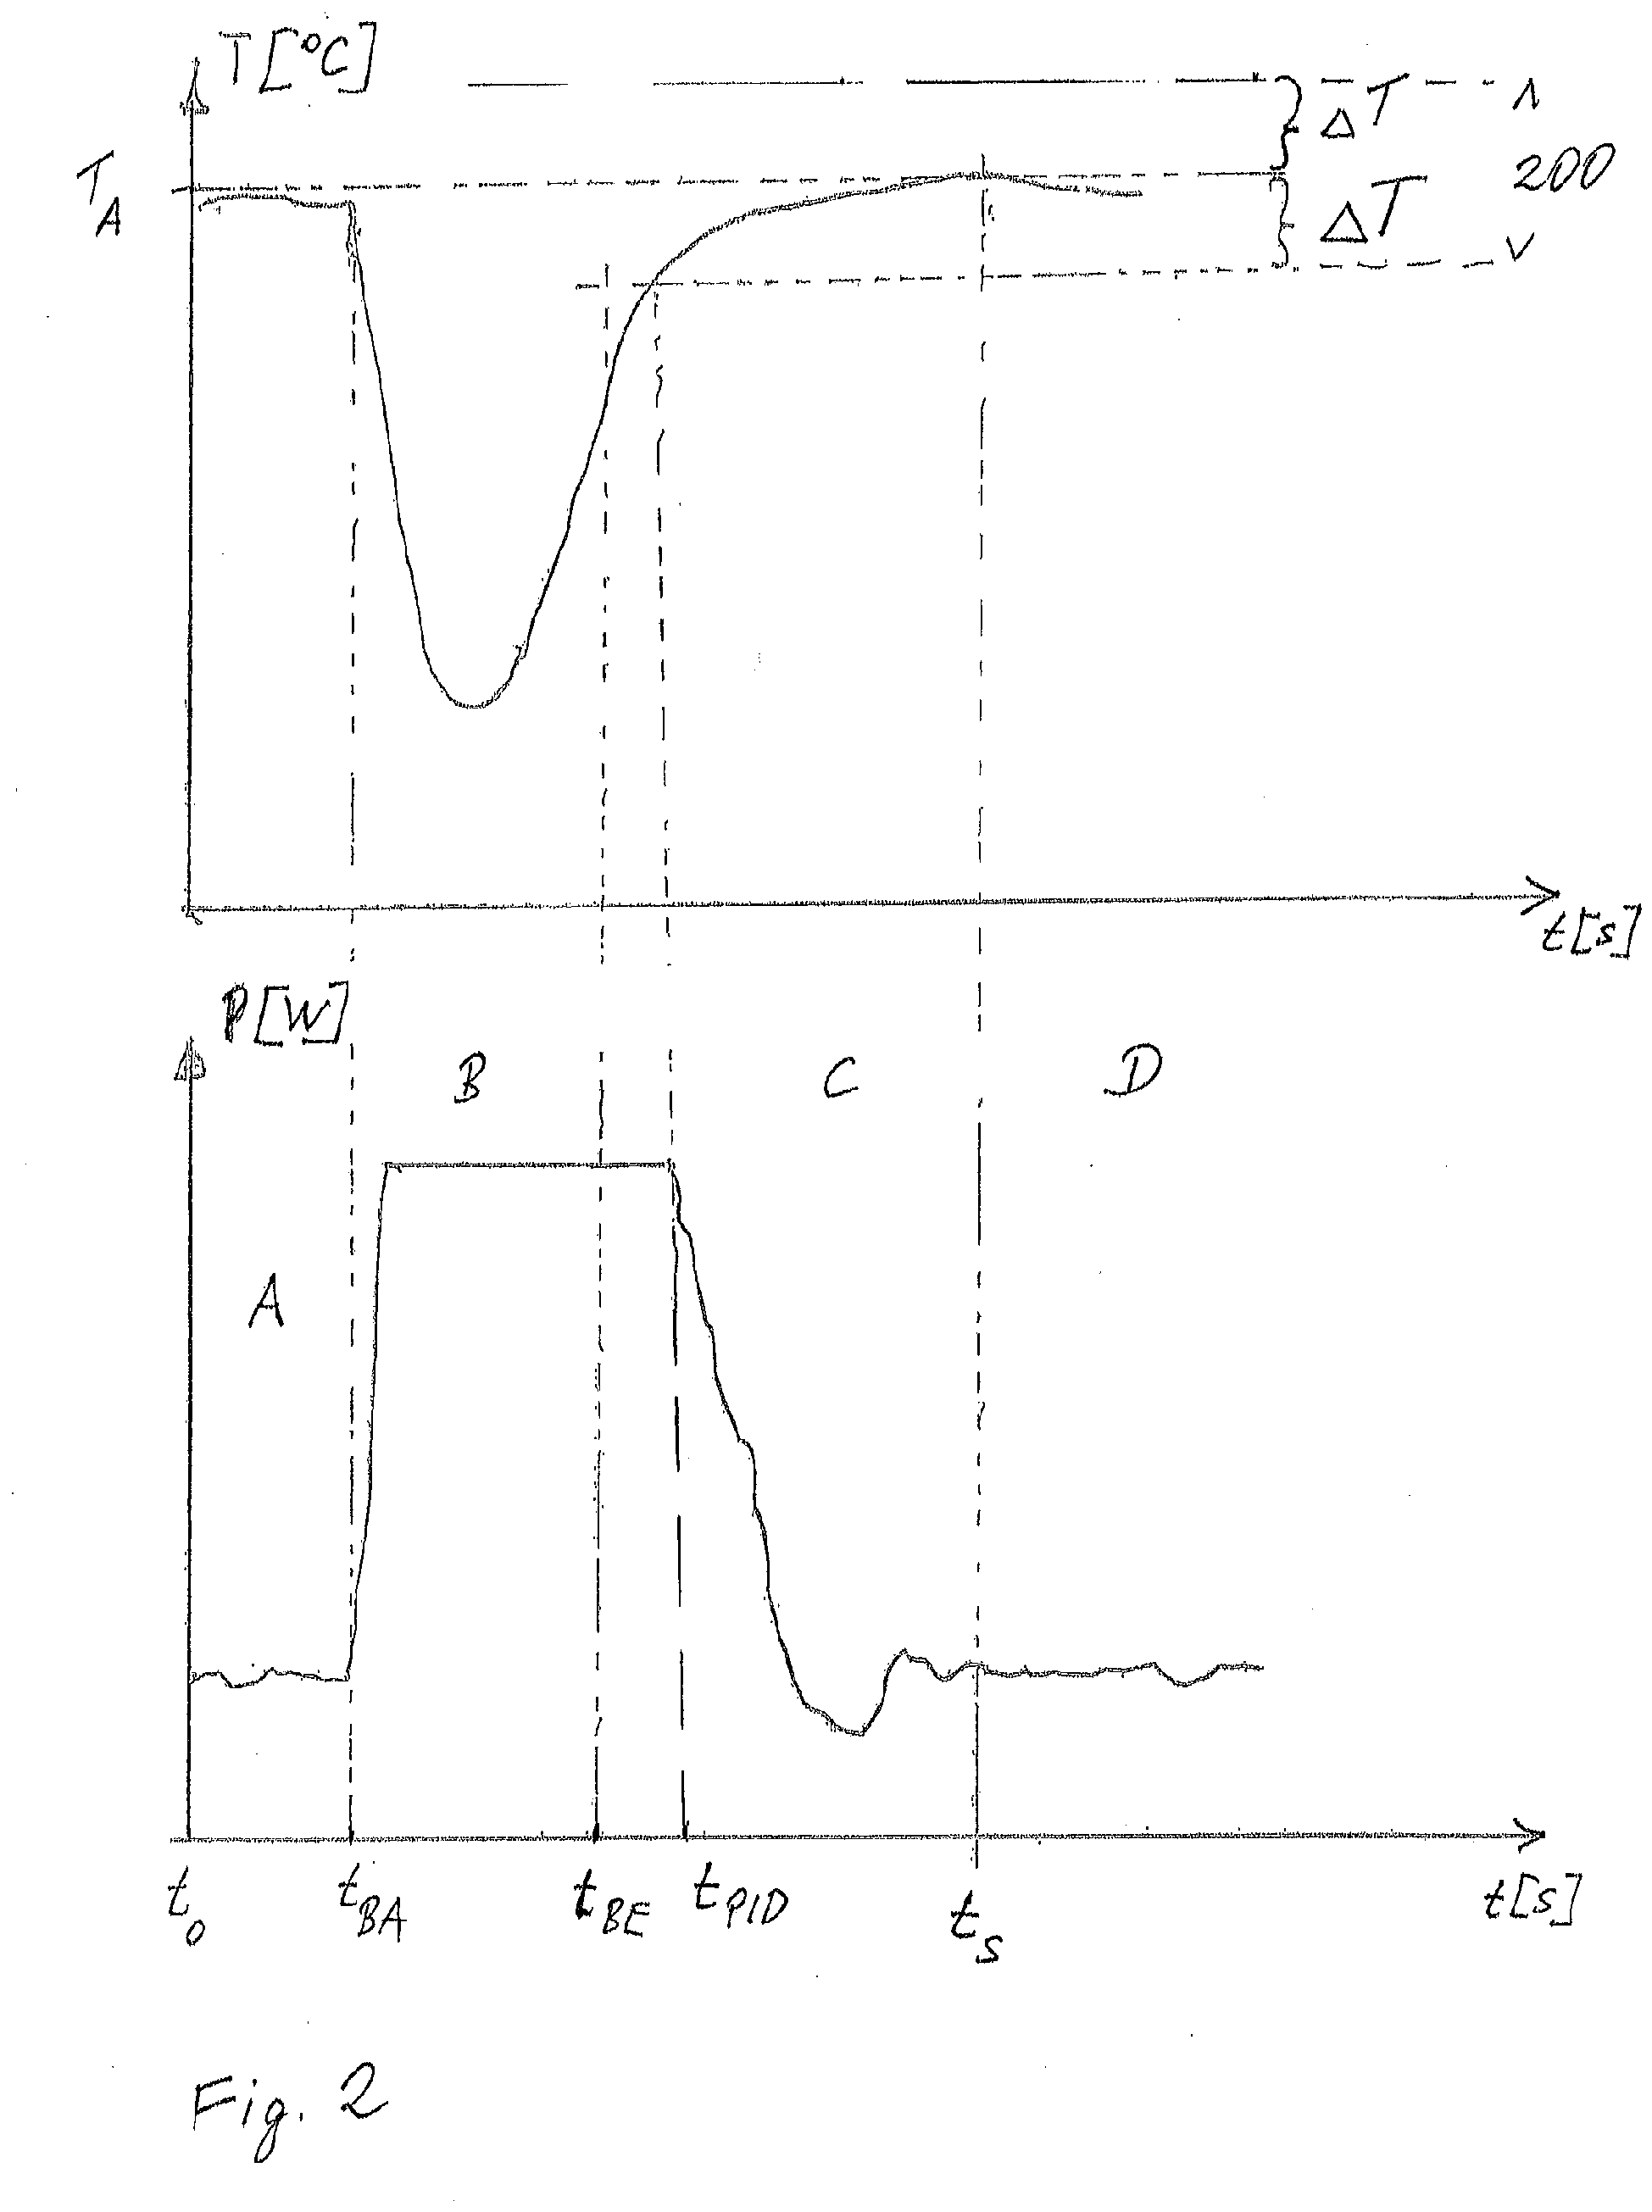 T[°C]
ΔT
T_A
200
ΔT
t[s]
P[W]
B C D
A
t_0 t_BA t_BE t_PID t_S t[s]
Fig. 2